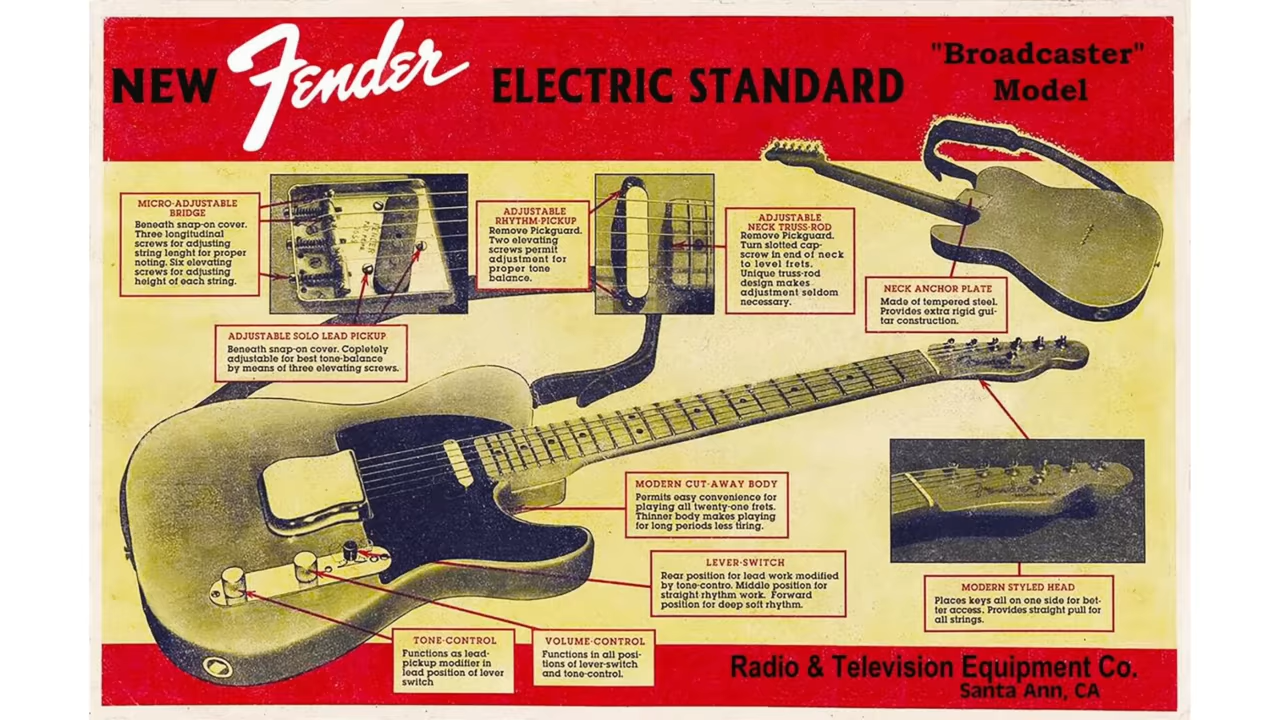 NEW Fender ELECTRIC STANDARD
"Broadcaster"
Model
MICRO-ADJUSTABLE
BRIDGE
Beneath snap-on cover.
Three longitudinal
screws for adjusting
string lenght for proper
noting. Six elevating
screws for adjusting
height of each string.
ADJUSTABLE
RHYTHM-PICKUP
Remove Pickguard.
Two elevating
screws permit
adjustment for
proper tone
balance.
ADJUSTABLE
NECK TRUSS-ROD
Remove Pickguard.
Turn slotted cap-
screw in end of neck
to level frets.
Unique truss-rod
design makes
adjustment seldom
necessary.
NECK ANCHOR PLATE
Made of tempered steel.
Provides extra rigid gui-
tar construction.
ADJUSTABLE SOLO LEAD PICKUP
Beneath snap-on cover. Copletely
adjustable for best tone-balance
by means of three elevating screws.
MODERN CUT-AWAY BODY
Permits easy convenience for
playing all twenty-one frets.
Thinner body makes playing
for long periods less tiring.
LEVER-SWITCH
Rear position for lead work modified
by tone-contro. Middle position for
straight rhythm work. Forward
position for deep soft rhythm.
MODERN STYLED HEAD
Places keys all on one side for bet-
ter access. Provides straight pull for
all strings.
TONE-CONTROL
Functions as lead-
pickup modifier in
lead position of lever
switch
VOLUME-CONTROL
Functions in all posi-
tions of lever-switch
and tone-control.
Radio & Television Equipment Co.
Santa Ann, CA